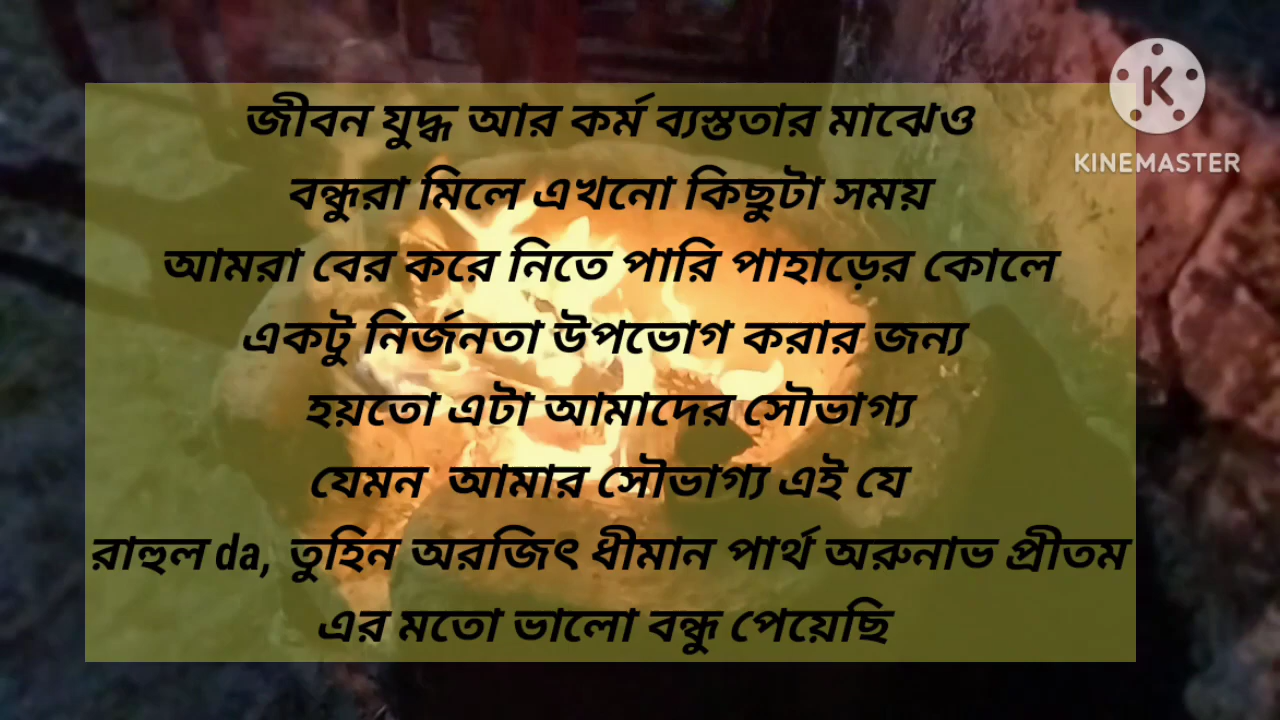 জীবন যুদ্ধ আর কর্ম ব্যস্ততার মাঝেও
বন্ধুরা মিলে এখনো কিছুটা সময়
আমরা বের করে নিতে পারি পাহাড়ের কোলে
একটু নির্জনতা উপভোগ করার জন্য
হয়তো এটা আমাদের সৌভাগ্য
যেমন  আমার সৌভাগ্য এই যে
রাহুল da, তুহিন অরজিৎ ধীমান পার্থ অরুনাভ প্রীতম
এর মতো ভালো বন্ধু পেয়েছি
K
KINEMASTER